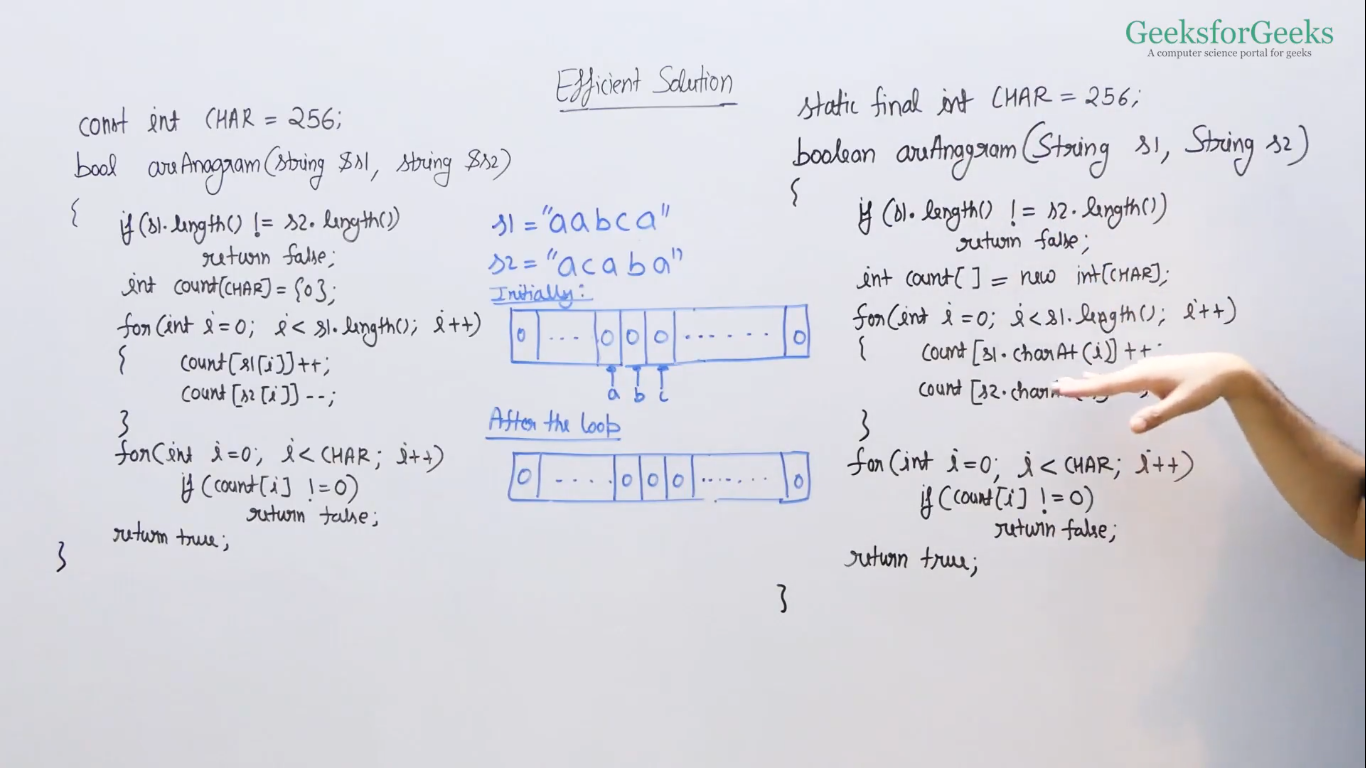 GeeksforGeeks
A computer science portal for geeks
Efficient Solution
const int CHAR = 256;
bool areAnagram(string &s1, string &s2)
{
if (s1.length() != s2.length())
return false;
int count[CHAR] = {0};
for(int i=0; i< s1.length(); i++)
{
count[s1[i]]++;
count[s2[i]]--;
}
for(int i=0; i< CHAR; i++)
if (count[i] !=0)
return false;
return true;
}
s1 = "aabca"
s2 = "acaba"
Initially:
0 ... 0 0 0 ....... 0
a b c
After the loop
0 ..... 0 0 0 ....... 0
static final int CHAR = 256;
boolean areAnagram(String s1, String s2)
{
if (s1.length() != s2.length())
return false;
int count[] = new int[CHAR];
for(int i=0; i<s1.length(); i++)
{
count[s1.charAt(i)]++;
count[s2.char
}
for(int i=0; i<CHAR; i++)
if (count[i] !=0)
return false;
return true;
}